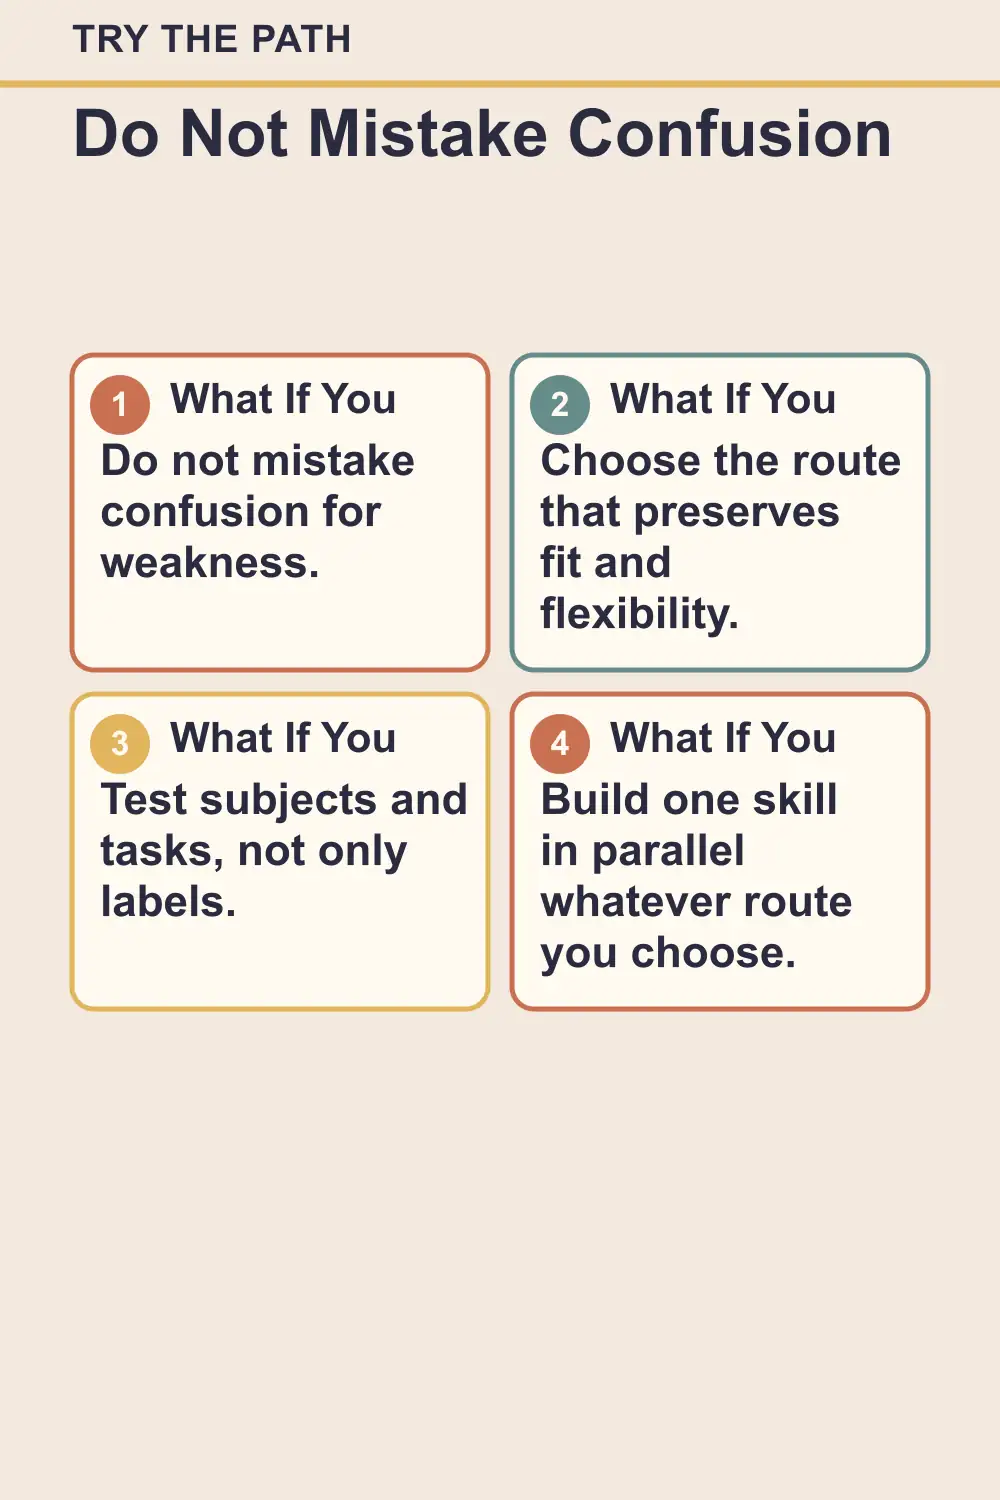 TRY THE PATH
Do Not Mistake Confusion
1 What If You
Do not mistake
confusion for
weakness.
2 What If You
Choose the route
that preserves
fit and
flexibility.
3 What If You
Test subjects and
tasks, not only
labels.
4 What If You
Build one skill
in parallel
whatever route
you choose.